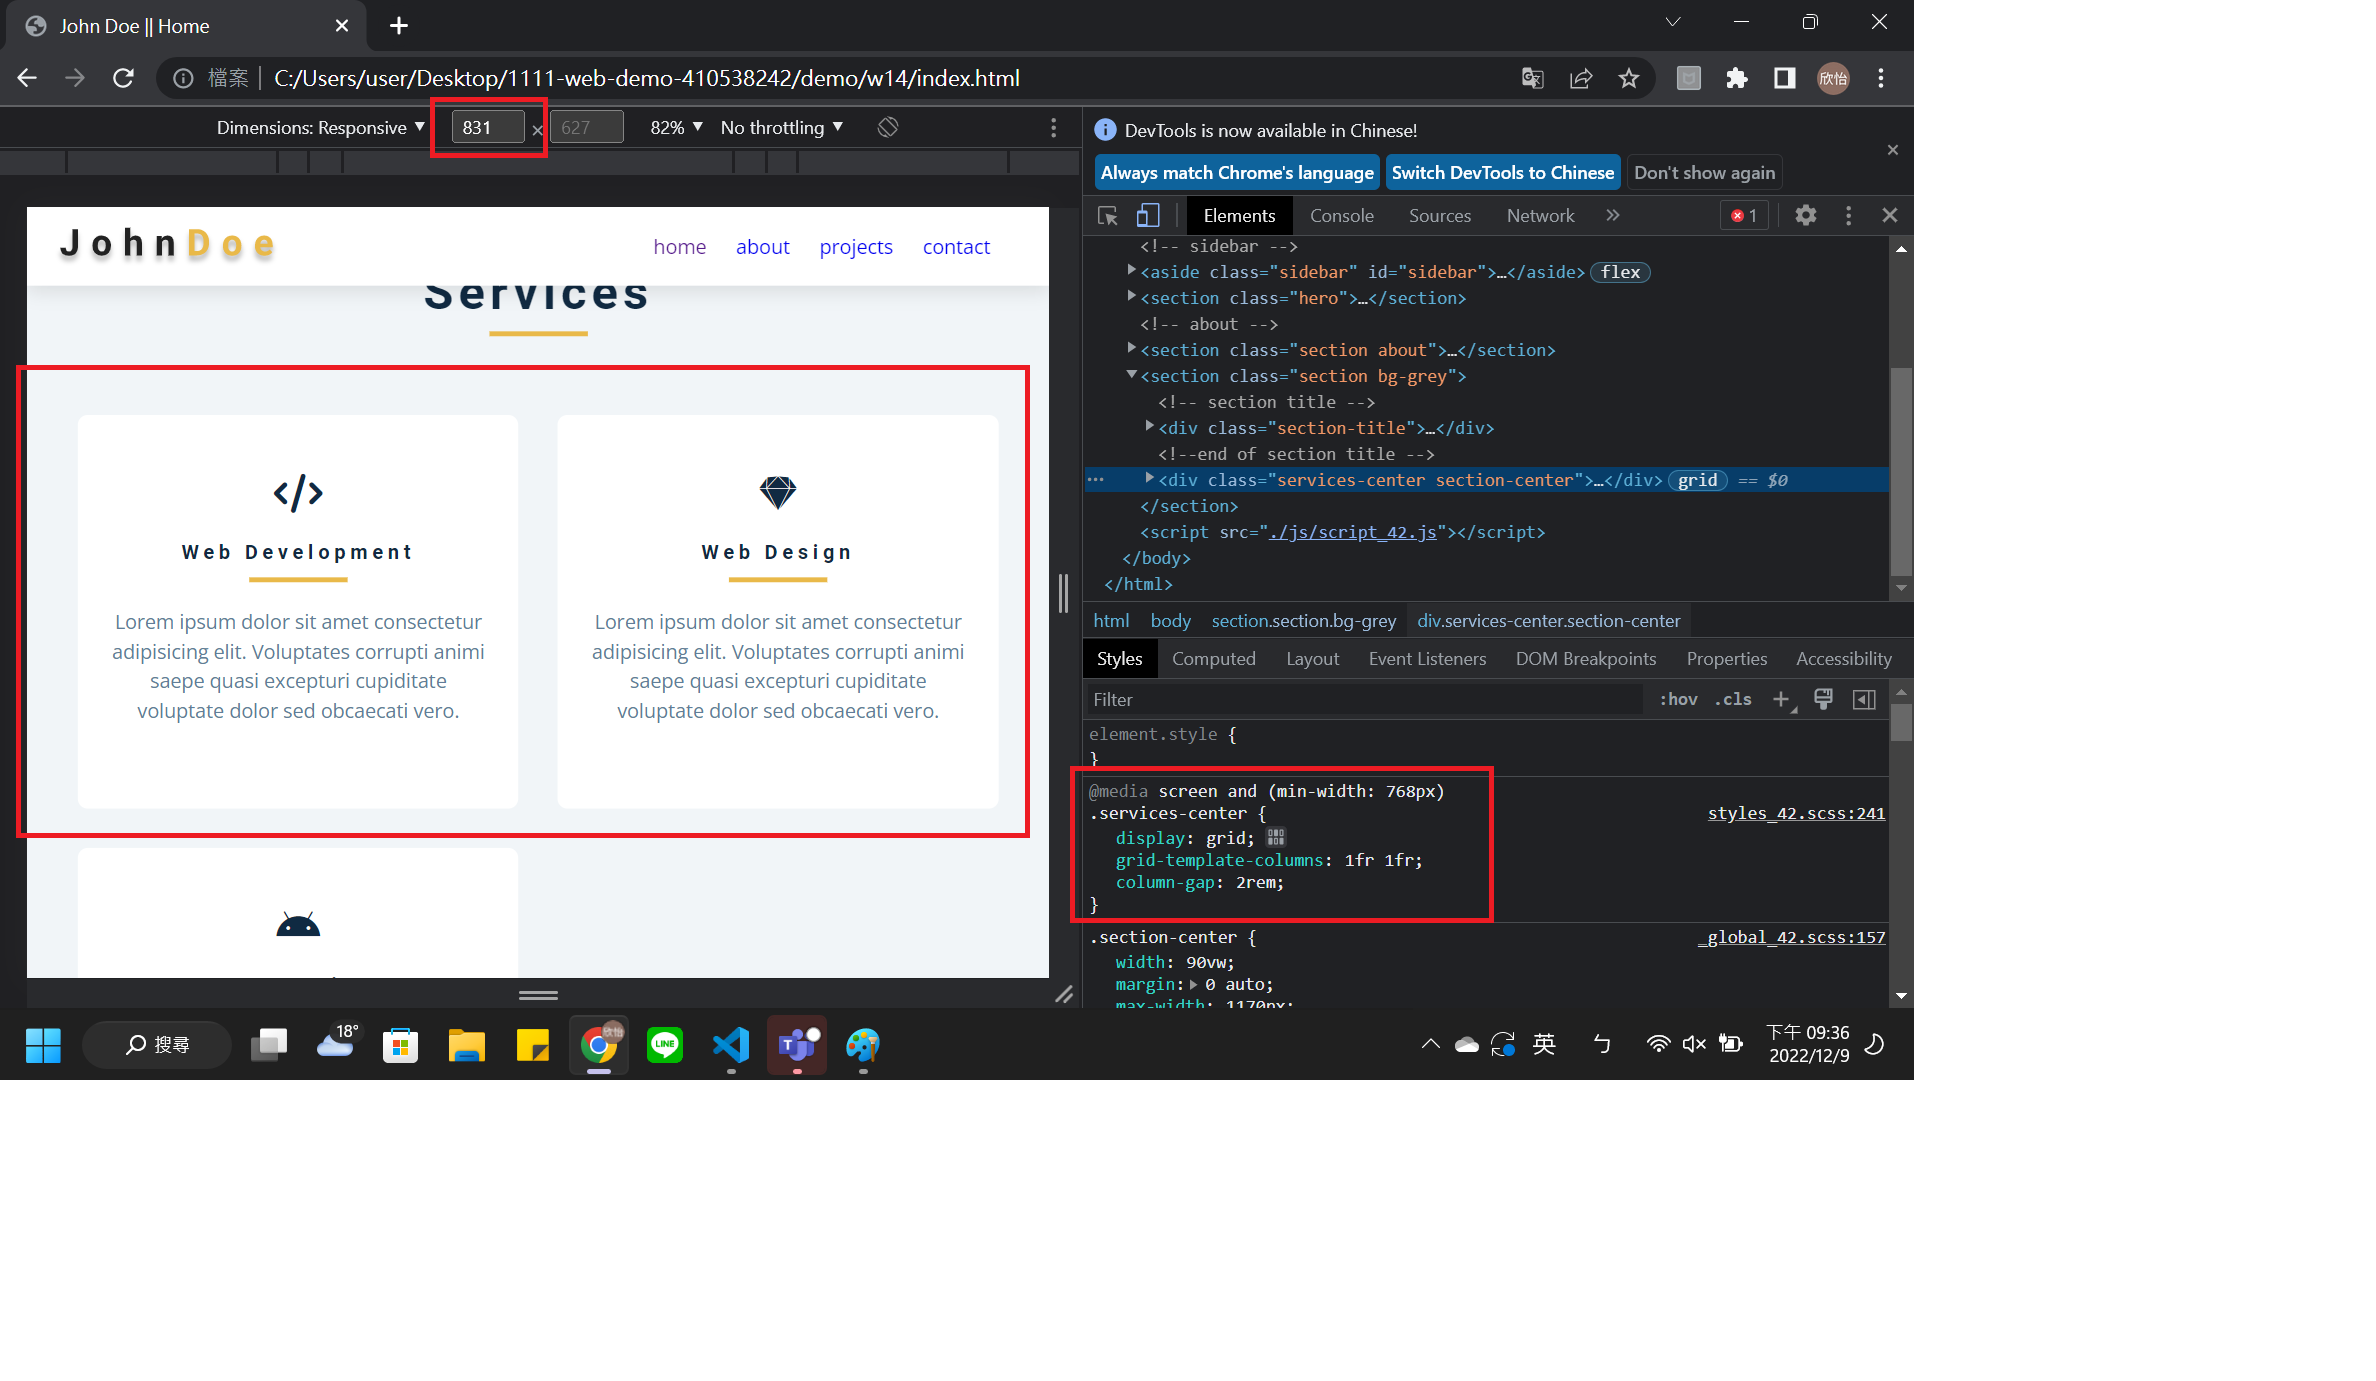 John Doe || Home
檔案 | C:/Users/user/Desktop/1111-web-demo-410538242/demo/w14/index.html
欣怡
Dimensions: Responsive ▼ 831 × 627 82% ▼ No throttling ▼
JohnDoe
home about projects contact
Services
Web Development
Lorem ipsum dolor sit amet consectetur
adipisicing elit. Voluptates corrupti animi
saepe quasi excepturi cupiditate
voluptate dolor sed obcaecati vero.
Web Design
Lorem ipsum dolor sit amet consectetur
adipisicing elit. Voluptates corrupti animi
saepe quasi excepturi cupiditate
voluptate dolor sed obcaecati vero.
DevTools is now available in Chinese!
Always match Chrome's language Switch DevTools to Chinese Don't show again
Elements Console Sources Network » 1
<!-- sidebar -->
<aside class="sidebar" id="sidebar">…</aside> flex
<section class="hero">…</section>
<!-- about -->
<section class="section about">…</section>
<section class="section bg-grey">
<!-- section title -->
<div class="section-title">…</div>
<!--end of section title -->
<div class="services-center section-center">…</div> grid == $0
</section>
<script src="./js/script_42.js"></script>
</body>
</html>
html body section.section.bg-grey div.services-center.section-center
Styles Computed Layout Event Listeners DOM Breakpoints Properties Accessibility
Filter :hov .cls +
element.style {
}
@media screen and (min-width: 768px)
.services-center { styles_42.scss:241
display: grid;
grid-template-columns: 1fr 1fr;
column-gap: 2rem;
}
.section-center { _global_42.scss:157
width: 90vw;
margin: 0 auto;
max-width: 1170px;
搜尋 18° LINE 英 ㄅ 下午 09:36
2022/12/9